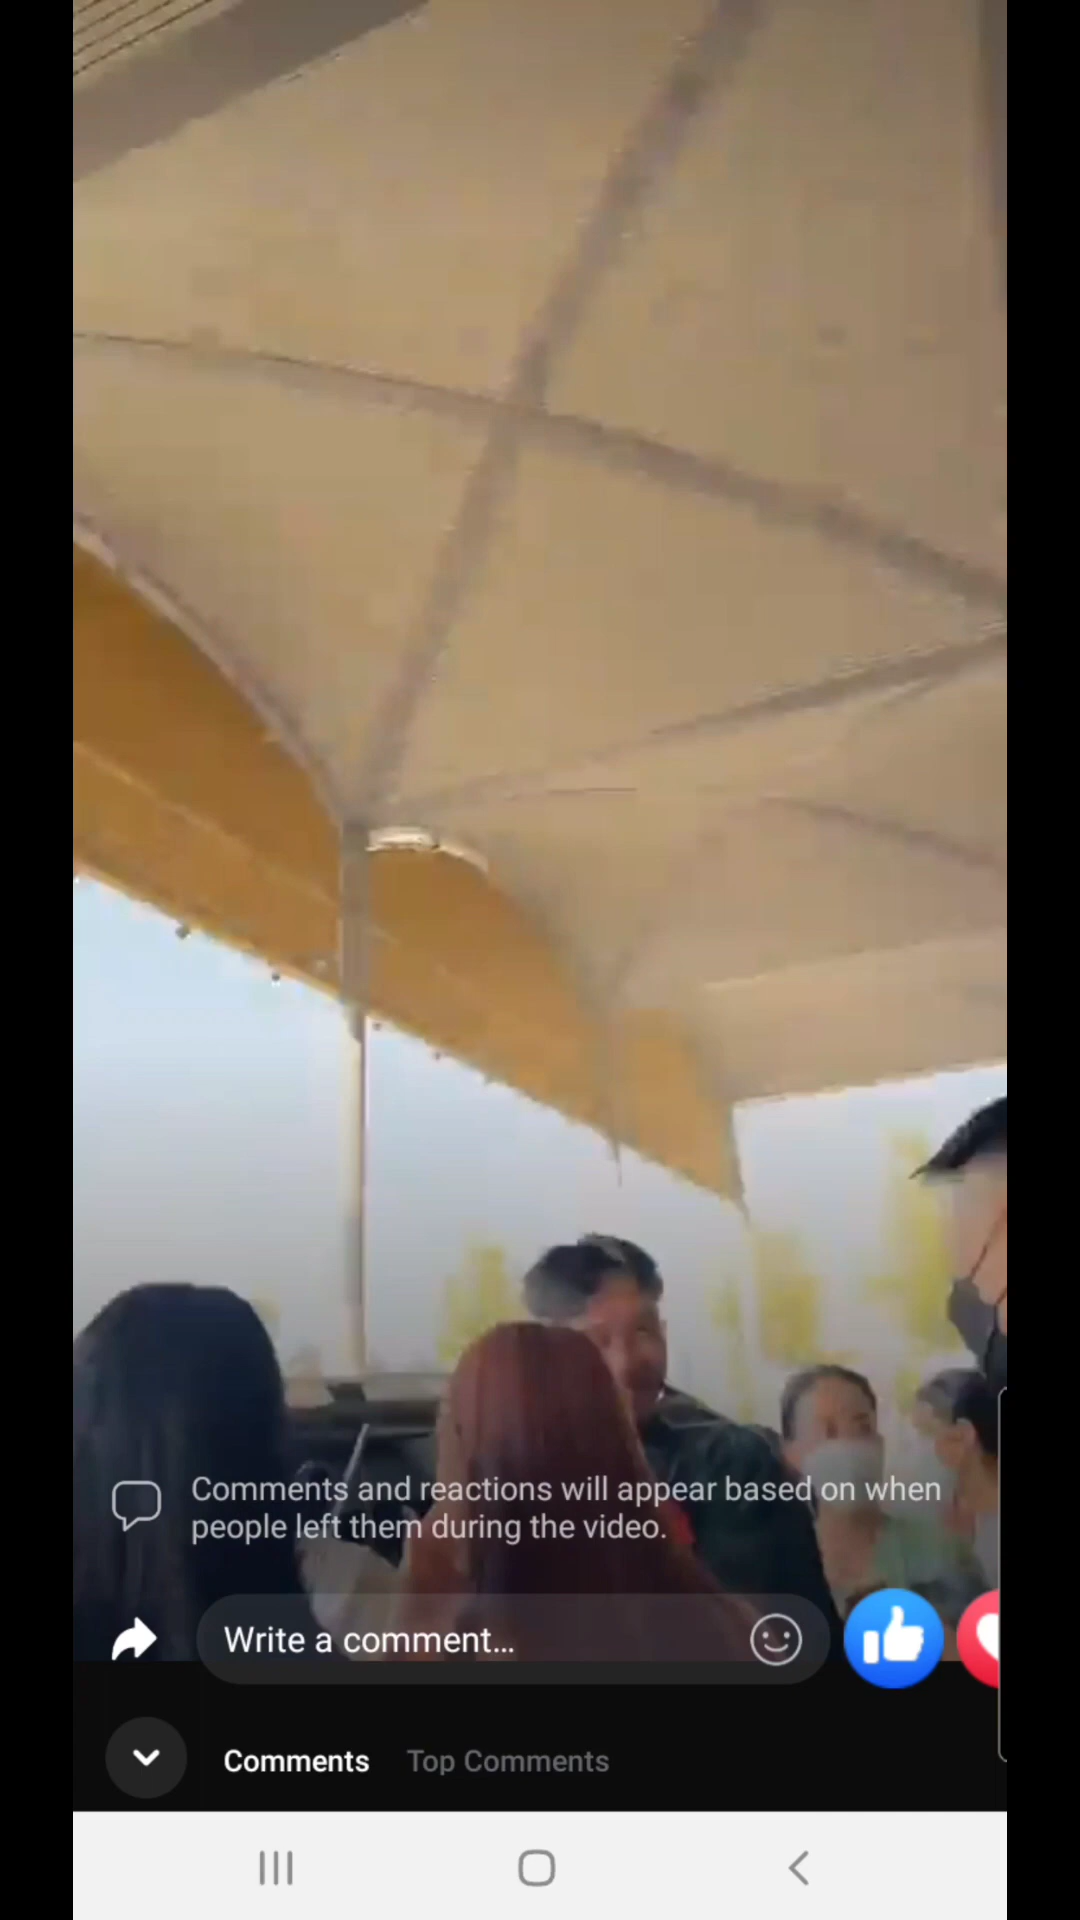 Comments and reactions will appear based on when
people left them during the video.
Write a comment...
Comments Top Comments